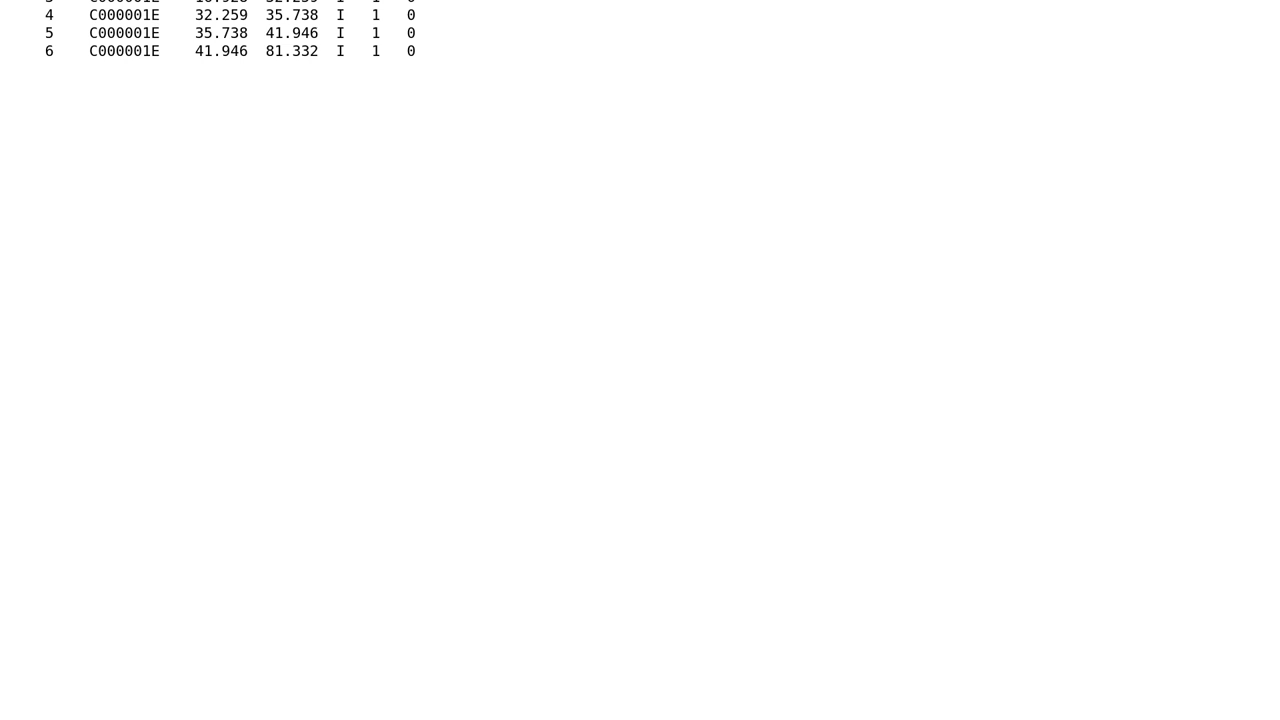 4    C000001E    32.259  35.738  I   1   0
5    C000001E    35.738  41.946  I   1   0
6    C000001E    41.946  81.332  I   1   0